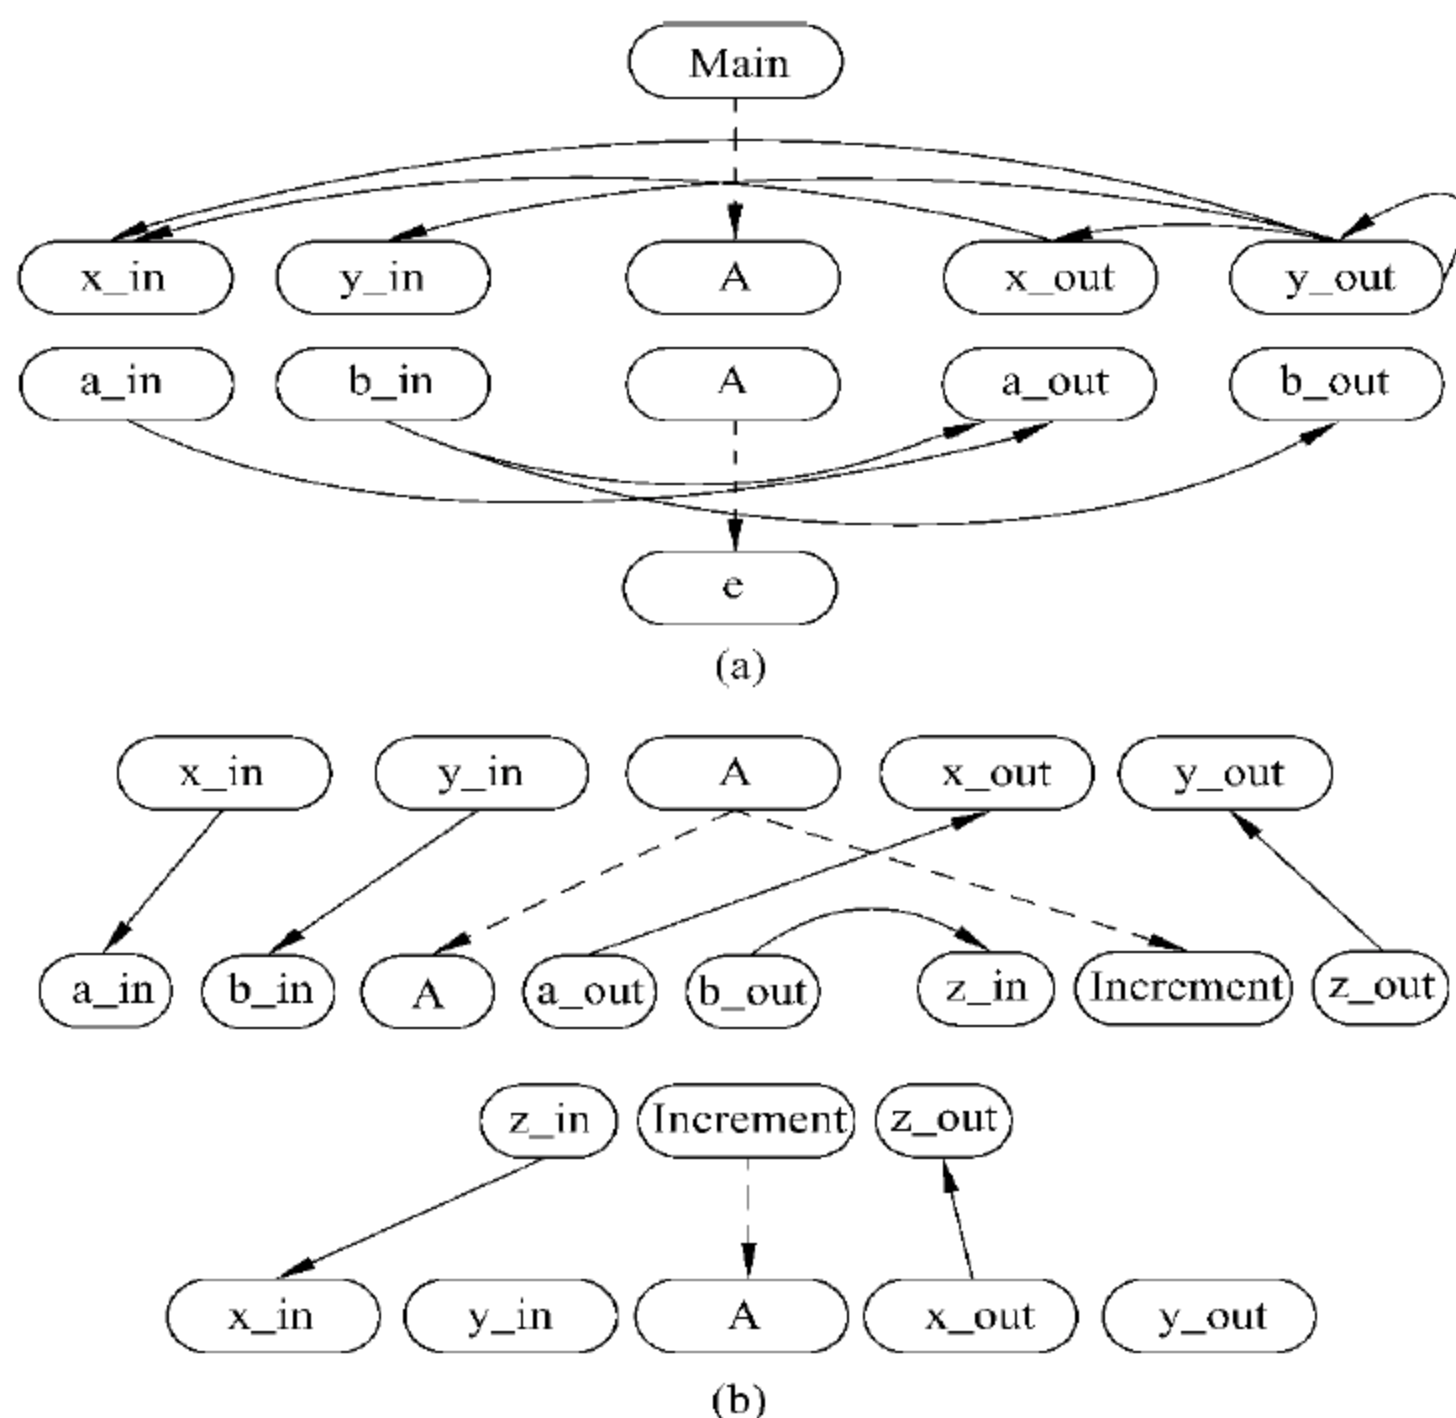 Main
x_in y_in A x_out y_out
a_in b_in A a_out b_out
e
(a)
x_in y_in A x_out y_out
a_in b_in A a_out b_out z_in Increment z_out
z_in Increment z_out
x_in y_in A x_out y_out
(b)